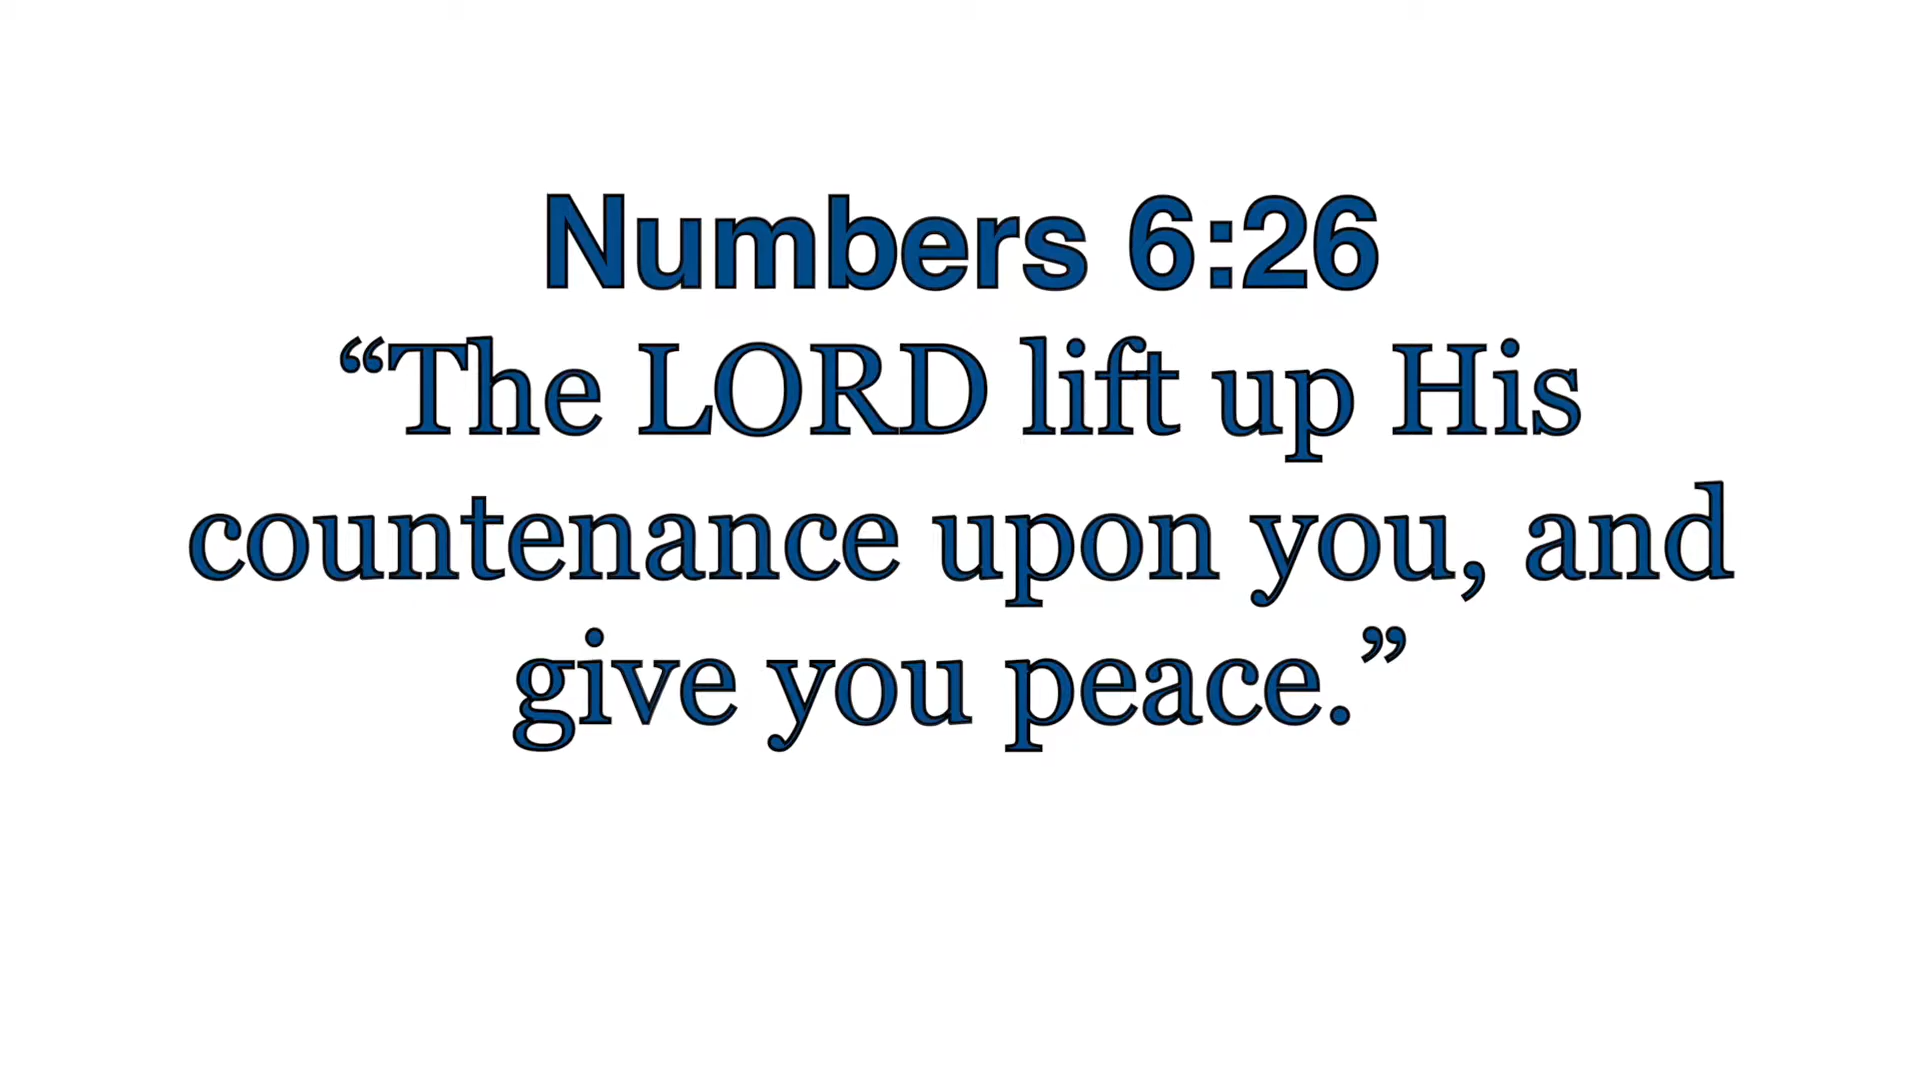 Numbers 6:26
“The LORD lift up His
countenance upon you, and
give you peace.”